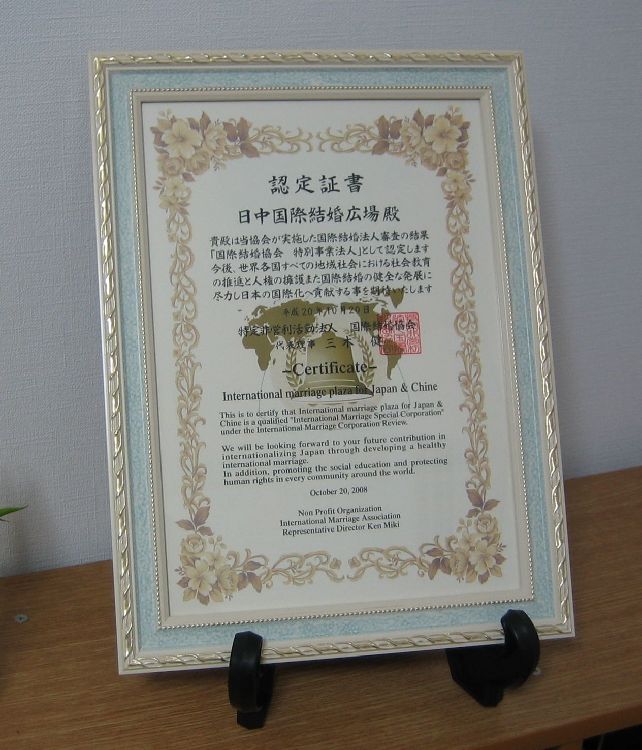 認定証書
日中国際結婚広場殿
貴殿は当協会が実施した国際結婚法人審査の結果
「国際結婚協会 特別事業法人」として認定します
今後、世界各国すべての地域社会における社会教育
の推進と人権の擁護また国際結婚の健全な発展に
尽力し日本の国際化へ貢献する事を期待いたします
平成20年10月20日
特定非営利活動法人 国際結婚協会
代表理事 三木 健
~Certificate~
International marriage plaza for Japan & Chine
This is to certify that International marriage plaza for Japan &
Chine is a qualified "International Marriage Special Corporation"
under the International Marriage Corporation Review.
We will be looking forward to your future contribution in
internationalizing Japan through developing a healthy
international marriage.
In addition, promoting the social education and protecting
human rights in every community around the world.
October 20, 2008
Non Profit Organization
International Marriage Association
Representative Director Ken Miki